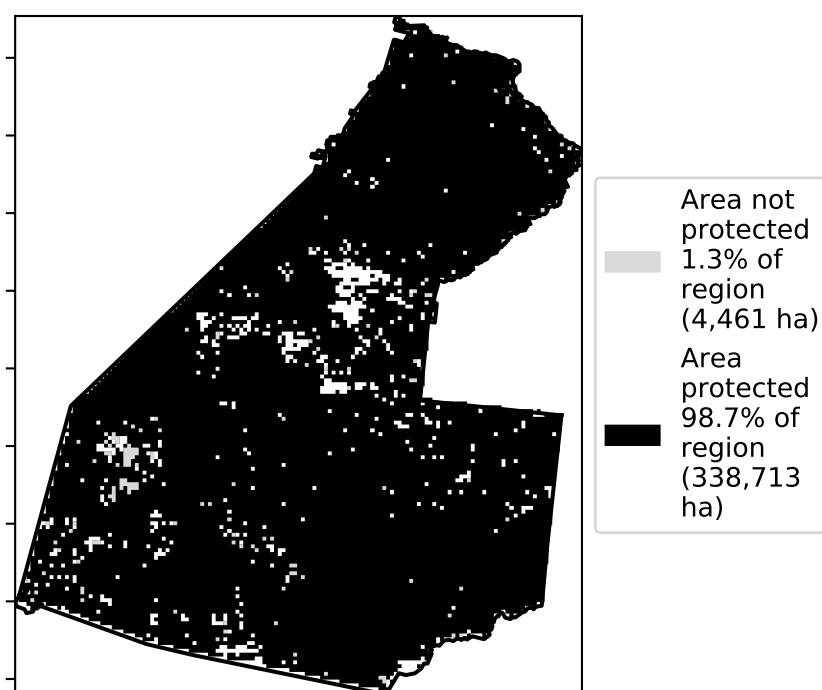 Area not
protected
1.3% of
region
(4,461 ha)
Area
protected
98.7% of
region
(338,713
ha)